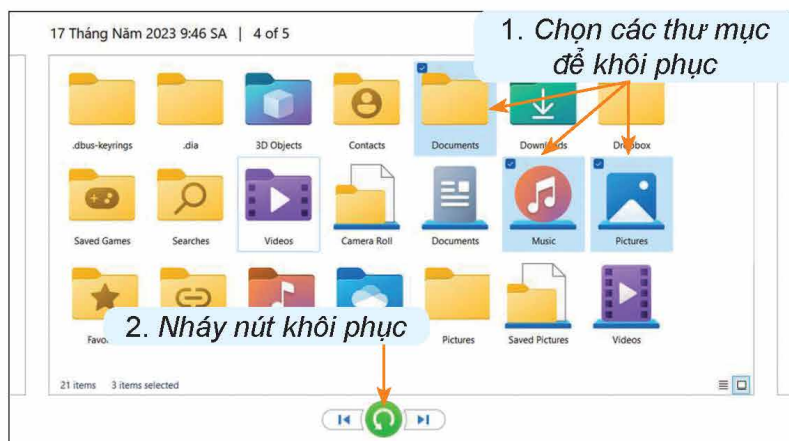 17 Tháng Năm 2023 9:46 SA | 4 of 5
1. Chọn các thư mục
để khôi phục
.dbus-keyrings .dia 3D Objects Contacts Documents Downloads Dropbox
Saved Games Searches Videos Camera Roll Documents Music Pictures
2. Nháy nút khôi phục
Pictures Saved Pictures Videos
21 items 3 items selected